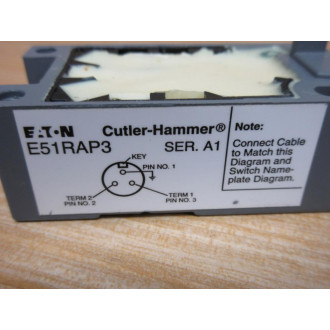 EATON Cutler-Hammer®
E51RAP3 SER. A1
KEY
PIN NO. 1
TERM 2
PIN NO. 2
TERM 1
PIN NO. 3
Note:
Connect Cable
to Match this
Diagram and
Switch Name-
plate Diagram.